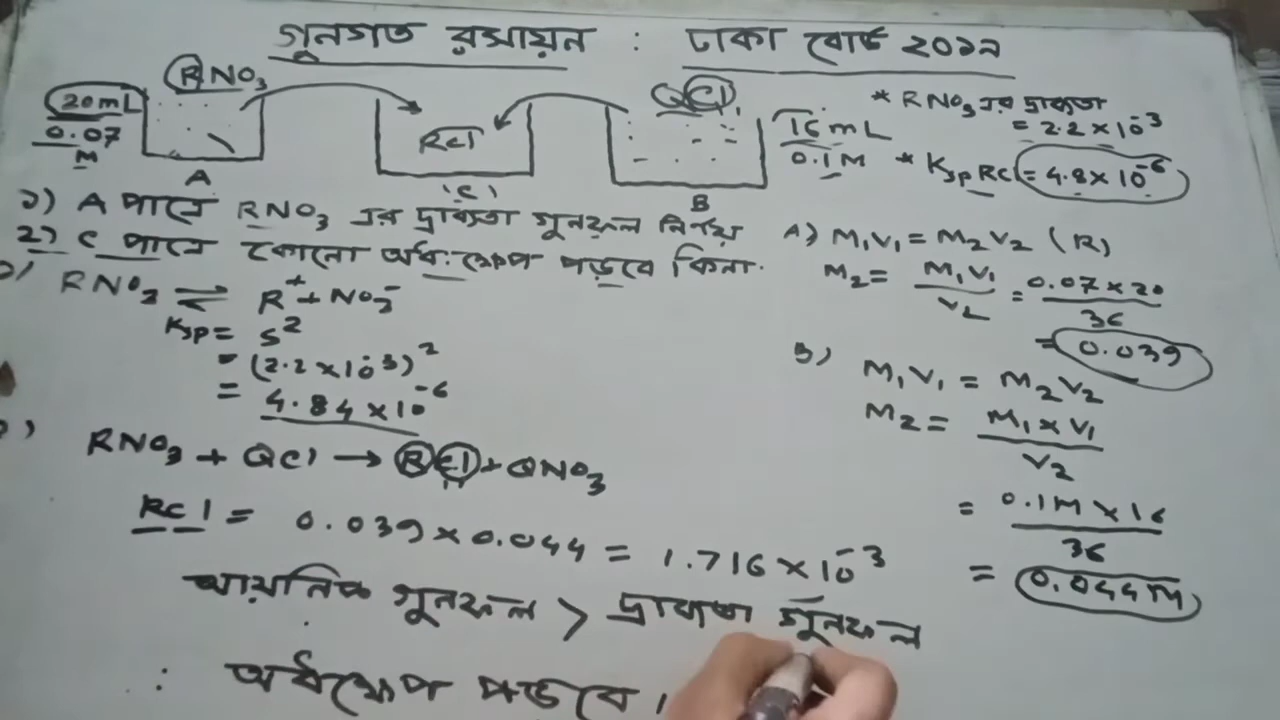 গুনগত রসায়ন : ঢাকা বোর্ড ২০১৯
RNO₃
20mL
0.07
M
A
RCl
(C)
QCl
16 mL
0.1M
B
* RNO₃ এর দ্রাব্যতা
= 2.2 × 10⁻³
* Ksp RCl = 4.8 × 10⁻⁶
১) A পাত্রে RNO₃ এর দ্রাব্যতা গুনফল নির্ণয়
2) C পাত্রে কোনো অধঃক্ষেপ পড়বে কিনা.
RNO₃ ⇌ R⁺ + NO₃⁻
Ksp = s²
= (2.2×10⁻³)²
= 4.84×10⁻⁶
RNO₃ + QCl → RCl + QNO₃
RCl = 0.039 × 0.044 = 1.716 × 10⁻³
আয়নিক গুনফল > দ্রাব্যতা গুনফল
: অধঃক্ষেপ পড়বে।
A) M₁V₁ = M₂V₂ (R)
M₂ = M₁V₁ / V₂ = 0.07 × 20 / 36
= 0.039
B) M₁V₁ = M₂V₂
M₂ = M₁ × V₁ / V₂
= 0.1M × 16 / 36
= 0.044M